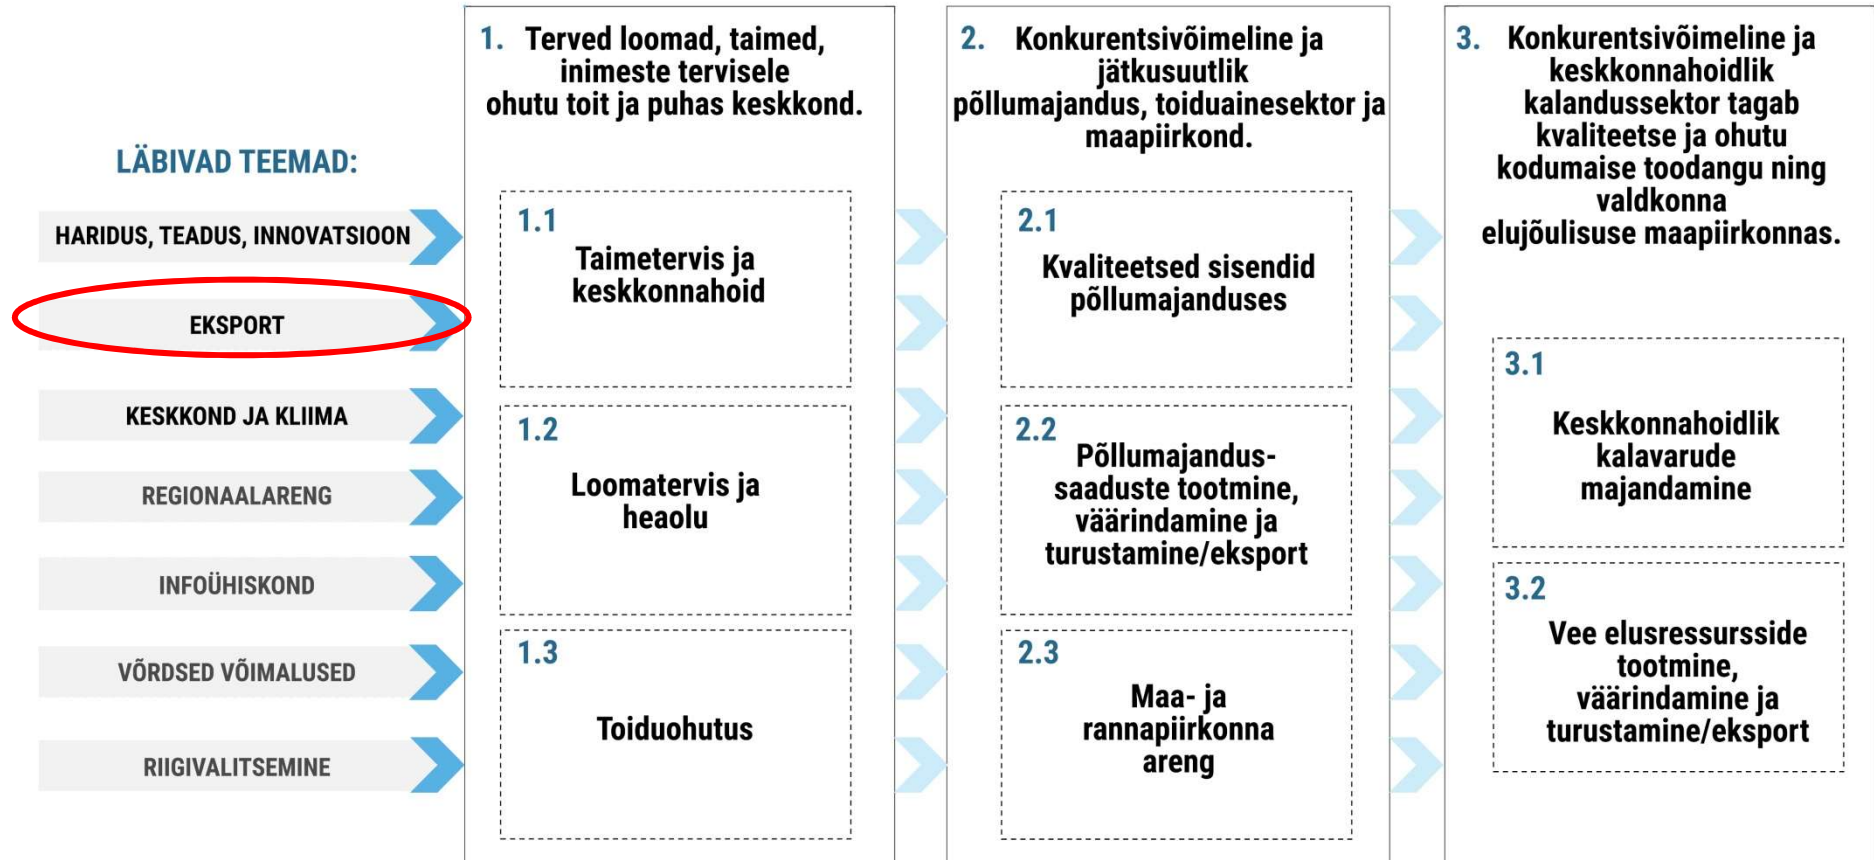 LÄBIVAD TEEMAD:
HARIDUS, TEADUS, INNOVATSIOON
EKSPORT
KESKKOND JA KLIIMA
REGIONAALARENG
INFOÜHISKOND
VÕRDSED VÕIMALUSED
RIIGIVALITSEMINE
1. Terved loomad, taimed,
inimeste tervisele
ohutu toit ja puhas keskkond.
1.1
Taimetervis ja
keskkonnahoid
1.2
Loomatervis ja
heaolu
1.3
Toiduohutus
2. Konkurentsivõimeline ja
jätkusuutlik
põllumajandus, toiduainesektor ja
maapiirkond.
2.1
Kvaliteetsed sisendid
põllumajanduses
2.2
Põllumajandus-
saaduste tootmine,
väärindamine ja
turustamine/eksport
2.3
Maa- ja
rannapiirkonna
areng
3. Konkurentsivõimeline ja
keskkonnahoidlik
kalandussektor tagab
kvaliteetse ja ohutu
kodumaise toodangu ning
valdkonna
elujõulisuse maapiirkonnas.
3.1
Keskkonnahoidlik
kalavarude
majandamine
3.2
Vee elusressursside
tootmine,
väärindamine ja
turustamine/eksport